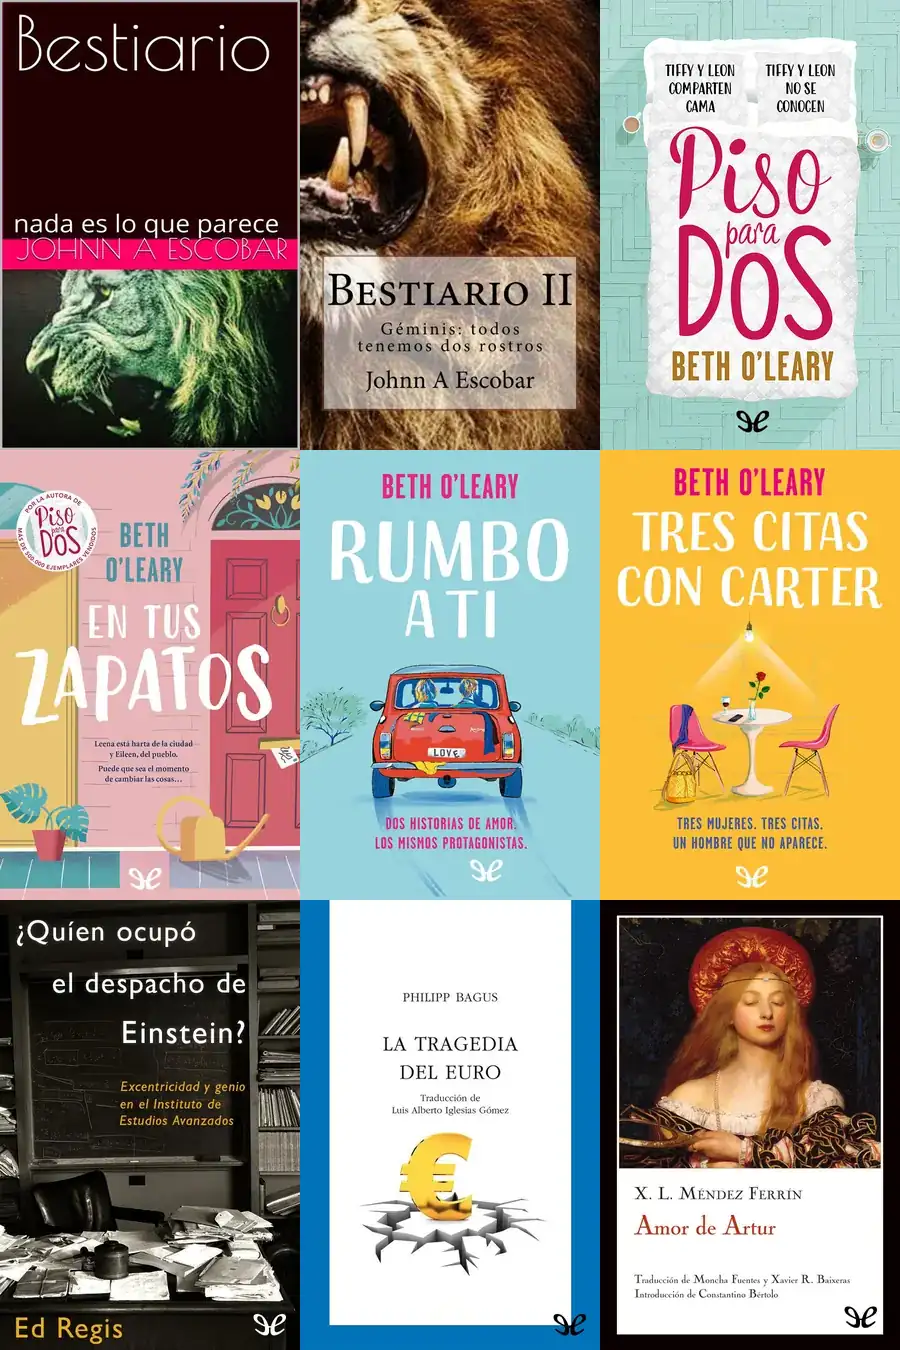 Bestiario
nada es lo que parece
JOHNN A ESCOBAR
BESTIARIO II
Géminis: todos
tenemos dos rostros
Johnn A Escobar
TIFFY Y LEON
COMPARTEN
CAMA
TIFFY Y LEON
NO SE
CONOCEN
Piso
para
DOS
BETH O'LEARY
POR LA AUTORA DE
Piso
para
DOS
MÁS DE 500.000 EJEMPLARES VENDIDOS
BETH
O'LEARY
EN TUS
ZAPATOS
Leena está harta de la ciudad
y Eileen, del pueblo.
Puede que sea el momento
de cambiar las cosas...
BETH O'LEARY
RUMBO
A TI
LOVE
DOS HISTORIAS DE AMOR.
LOS MISMOS PROTAGONISTAS.
BETH O'LEARY
TRES CITAS
CON CARTER
TRES MUJERES. TRES CITAS.
UN HOMBRE QUE NO APARECE.
¿Quíen ocupó
el despacho de
Einstein?
Excentricidad y genio
en el Instituto de
Estudios Avanzados
Ed Regis
PHILIPP BAGUS
LA TRAGEDIA
DEL EURO
Traducción de
Luis Alberto Iglesias Gómez
X. L. MÉNDEZ FERRÍN
Amor de Artur
Traducción de Moncha Fuentes y Xavier R. Baixeras
Introducción de Constantino Bértolo